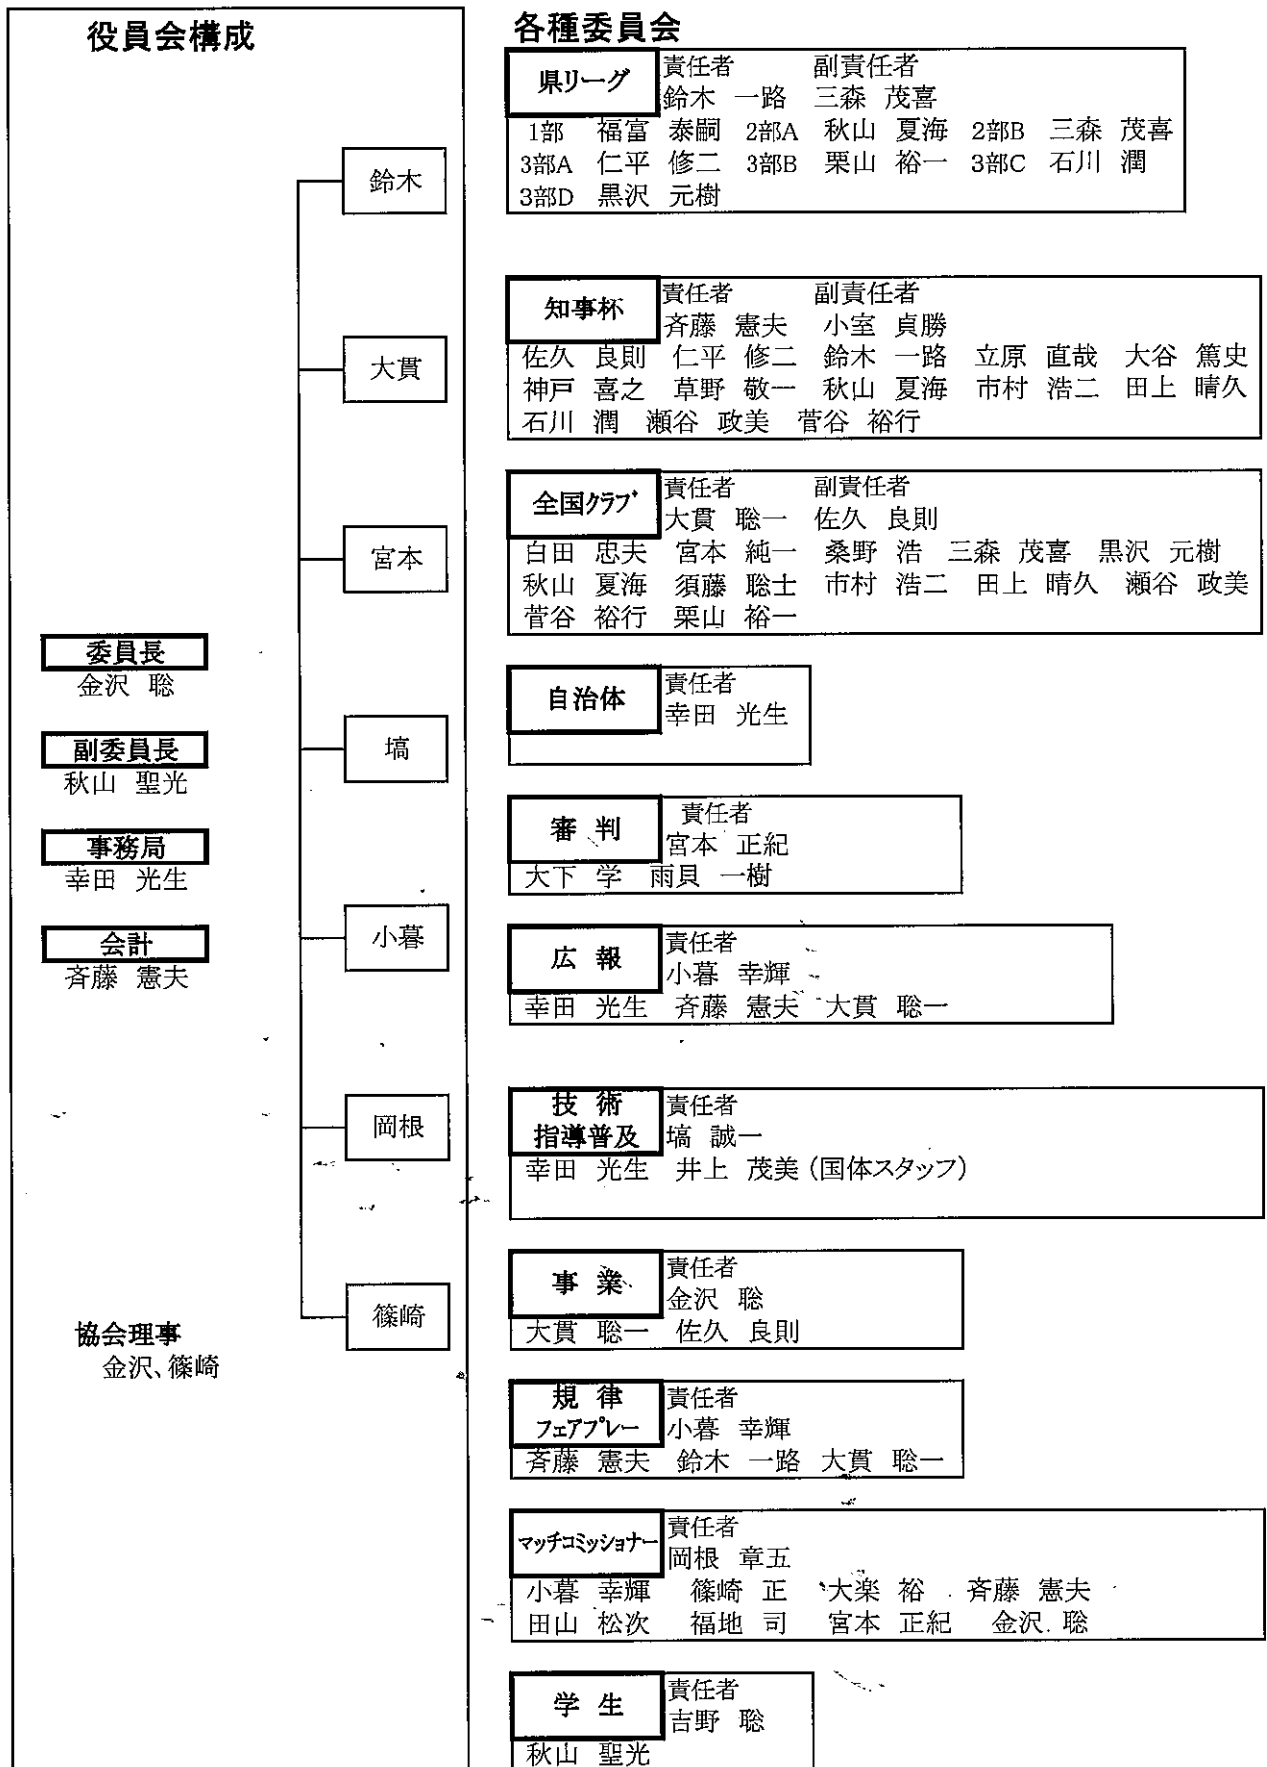 役員会構成
鈴木
大貫
宮本
委員長
金沢 聡
副委員長
秋山 聖光
塙
事務局
幸田 光生
会計
斉藤 憲夫
小暮
岡根
篠崎
協会理事
金沢、篠崎
各種委員会
県リーグ 責任者 副責任者
鈴木 一路 三森 茂喜
1部 福富 泰嗣 2部A 秋山 夏海 2部B 三森 茂喜
3部A 仁平 修二 3部B 栗山 裕一 3部C 石川 潤
3部D 黒沢 元樹
知事杯 責任者 副責任者
斉藤 憲夫 小室 貞勝
佐久 良則 仁平 修二 鈴木 一路 立原 直哉 大谷 篤史
神戸 喜之 草野 敬一 秋山 夏海 市村 浩二 田上 晴久
石川 潤 瀬谷 政美 菅谷 裕行
全国クラブ 責任者 副責任者
大貫 聡一 佐久 良則
白田 忠夫 宮本 純一 桑野 浩 三森 茂喜 黒沢 元樹
秋山 夏海 須藤 聡士 市村 浩二 田上 晴久 瀬谷 政美
菅谷 裕行 栗山 裕一
自治体 責任者
幸田 光生
審 判 責任者
宮本 正紀
大下 学 雨貝 一樹
広 報 責任者
小暮 幸輝
幸田 光生 斉藤 憲夫 大貫 聡一
技 術 責任者
指導普及 塙 誠一
幸田 光生 井上 茂美（国体スタッフ）
事 業 責任者
金沢 聡
大貫 聡一 佐久 良則
規 律 責任者
フェアプレー 小暮 幸輝
斉藤 憲夫 鈴木 一路 大貫 聡一
マッチコミッショナー 責任者
岡根 章五
小暮 幸輝 篠崎 正 大楽 裕 斉藤 憲夫
田山 松次 福地 司 宮本 正紀 金沢 聡
学 生 責任者
吉野 聡
秋山 聖光